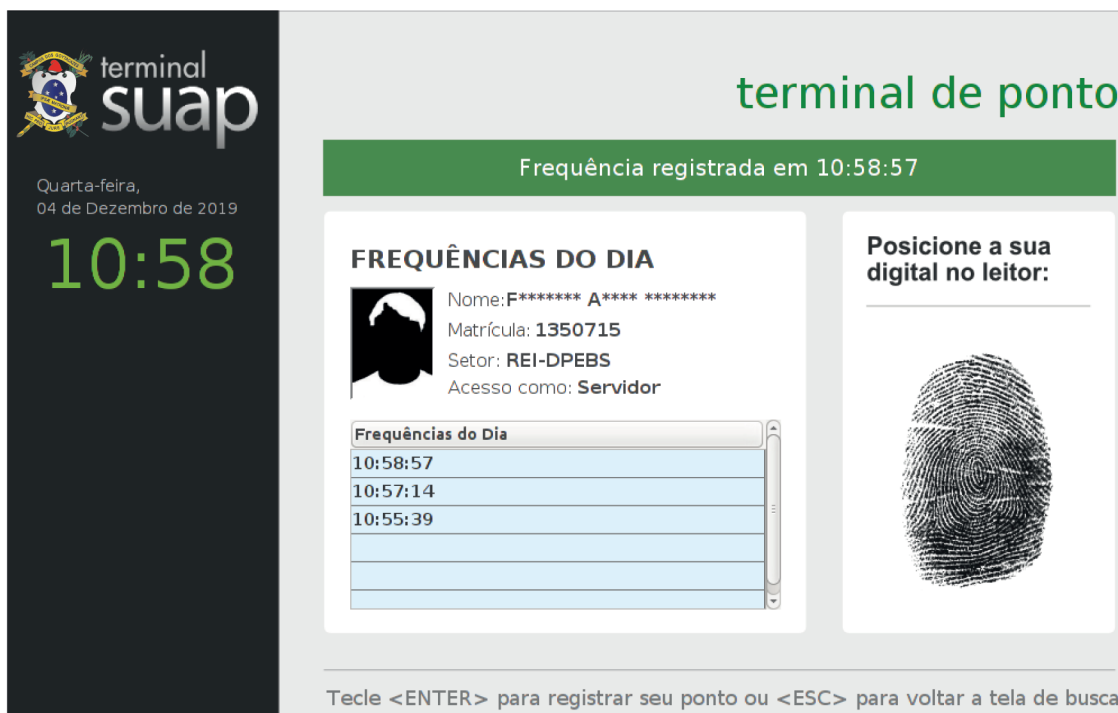 terminal
suap
Quarta-feira,
04 de Dezembro de 2019
10:58
terminal de ponto
Frequência registrada em 10:58:57
FREQUÊNCIAS DO DIA
Nome:F******* A**** ********
Matrícula: 1350715
Setor: REI-DPEBS
Acesso como: Servidor
Frequências do Dia
10:58:57
10:57:14
10:55:39
Posicione a sua
digital no leitor:
Tecle <ENTER> para registrar seu ponto ou <ESC> para voltar a tela de busca